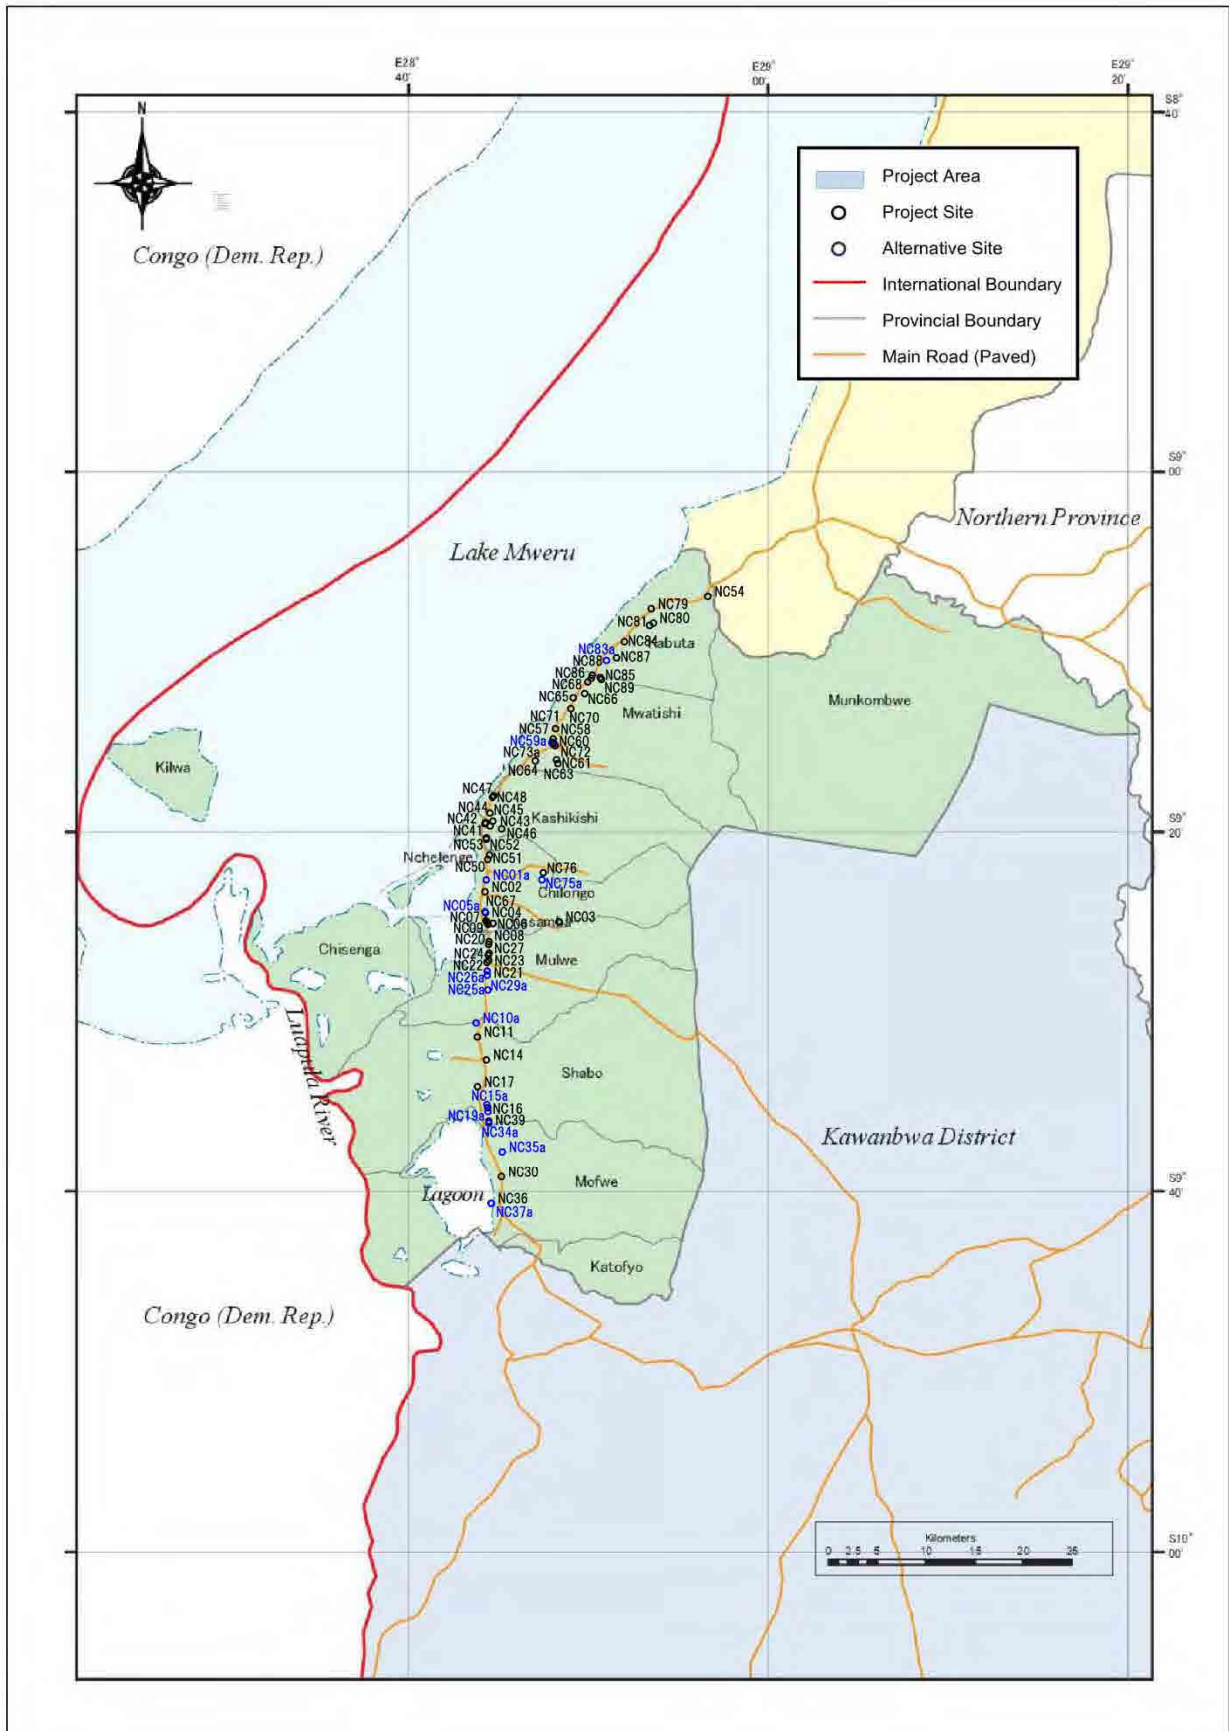 E28°
40'
E29°
00'
E29°
20'
S8°
40'
N
Project Area
Project Site
Alternative Site
International Boundary
Provincial Boundary
Main Road (Paved)
Congo (Dem. Rep.)
S9°
00'
Northern Province
Lake Mweru
NC54
NC79
NC81
NC80
NC84
Kabuta
NC83a
NC88
NC87
NC86
NC85
NC68
NC89
NC65
NC66
Munkombwe
NC71
NC70
Mwatishi
NC57
NC58
NC59a
NC60
NC73a
NC72
NC64
NC61
NC63
Kilwa
NC47
NC48
NC44
NC45
NC42
NC43
Kashikishi
NC41
NC46
S9°
20'
NC53
NC52
Nchelenge
NC51
NC50
NC76
NC01a
NC75a
NC02
Chilongo
NC67
NC05a
NC04
NC07
NC06
NC03
NC09
NC20
NC08
Chisenga
NC24
NC27
NC22
NC23
Mulwe
NC26a
NC21
NC25a
NC29a
NC10a
NC11
Luapula River
NC14
Shabo
NC17
NC15a
NC16
NC19a
NC39
NC34a
Kawanbwa District
NC35a
NC30
Mofwe
Lagoon
NC36
S9°
40'
NC37a
Katofyo
Congo (Dem. Rep.)
Kilometers
0 2.5 5 10 15 20 25
S10°
00'